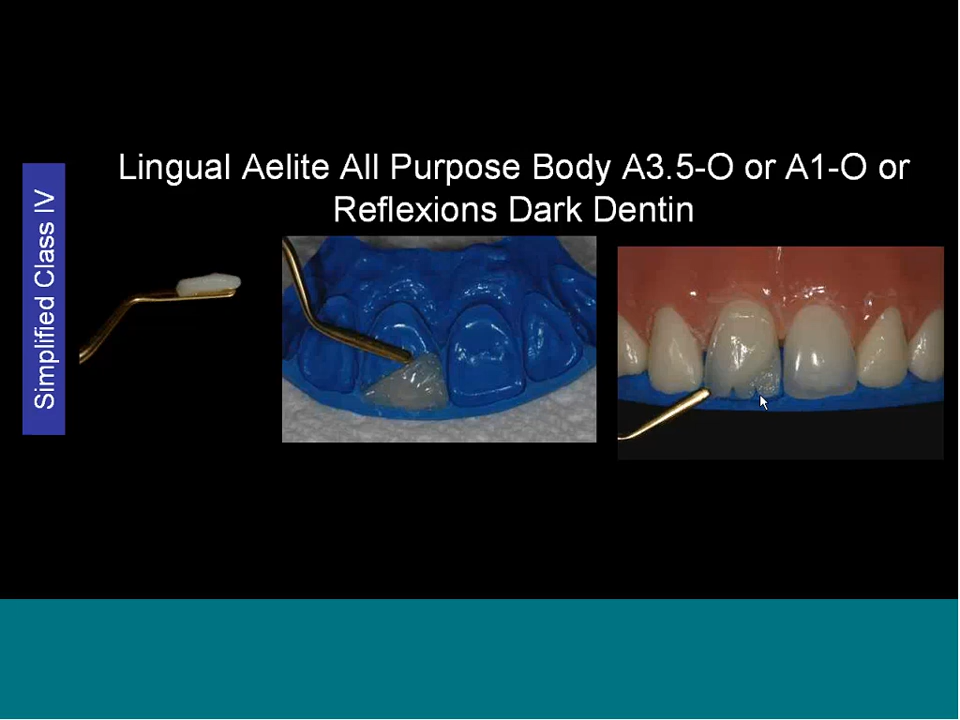 Lingual Aelite All Purpose Body A3.5-O or A1-O or
Reflexions Dark Dentin
Simplified Class IV